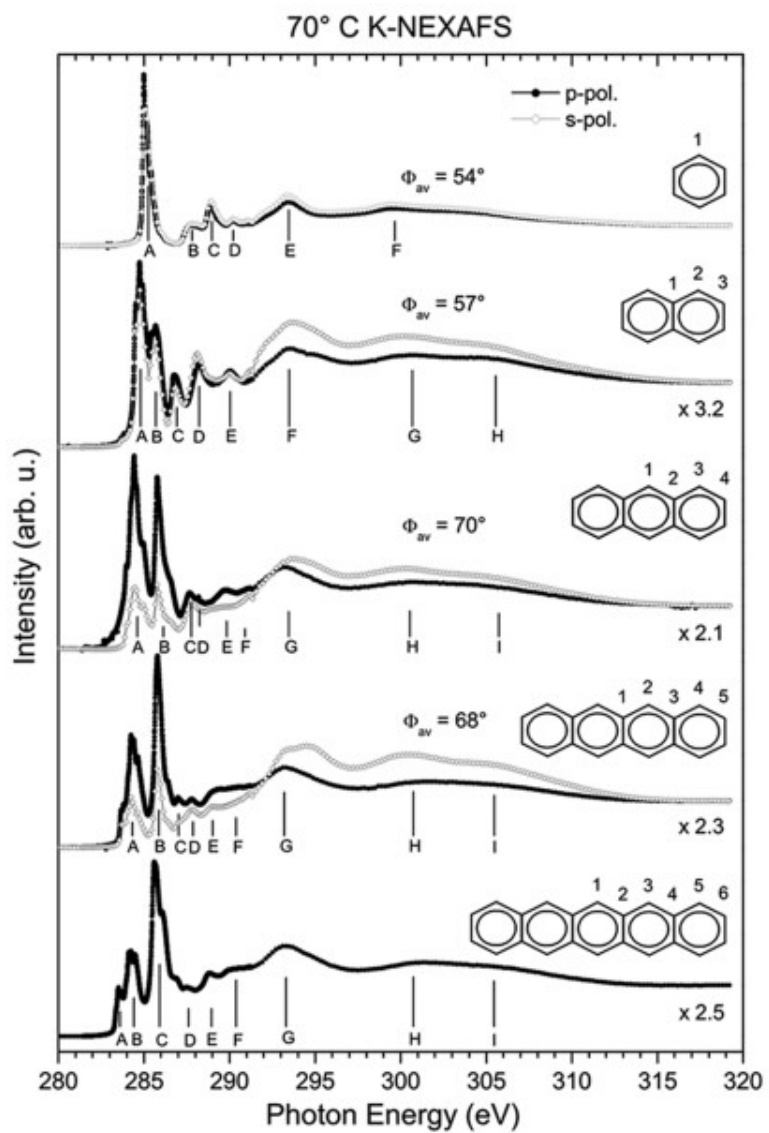 70° C K-NEXAFS
p-pol.
s-pol.
1
Φav = 54°
A B C D E F
1 2 3
Φav = 57°
x 3.2
A B C D E F G H
1 2 3 4
Φav = 70°
x 2.1
A B C D E F G H I
1 2 3 4 5
Φav = 68°
x 2.3
A B C D E F G H I
1 2 3 4 5 6
x 2.5
A B C D E F G H I
280 285 290 295 300 305 310 315 320
Photon Energy (eV)
Intensity (arb. u.)